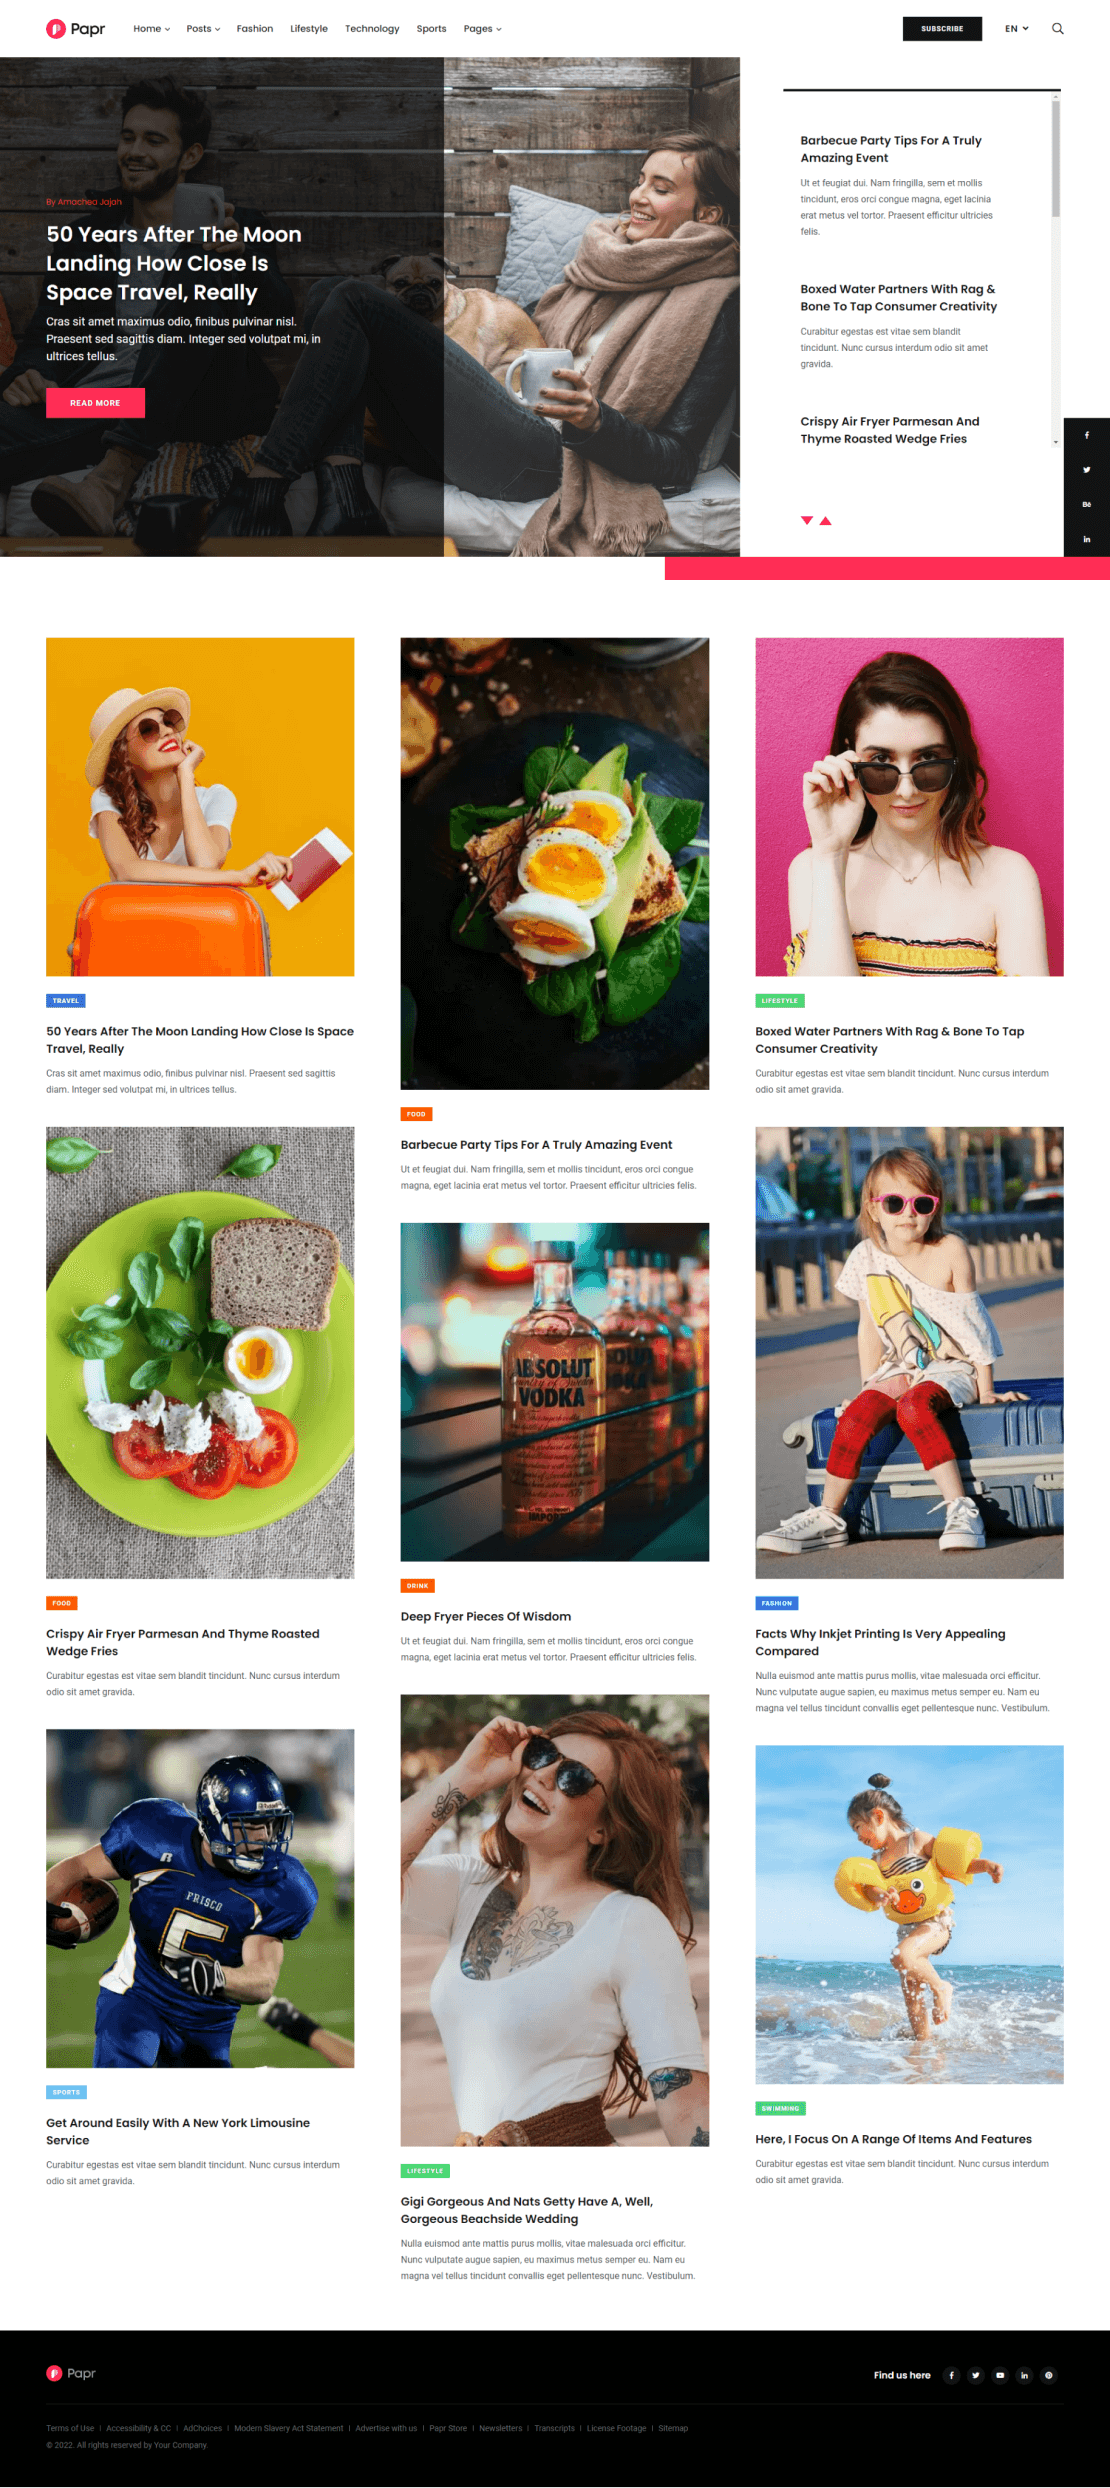 Papr
Home Posts Fashion Lifestyle Technology Sports Pages
SUBSCRIBE EN
By Amachea Jajah
50 Years After The Moon
Landing How Close Is
Space Travel, Really
Cras sit amet maximus odio, finibus pulvinar nisl.
Praesent sed sagittis diam. Integer sed volutpat mi, in
ultrices tellus.
READ MORE
Barbecue Party Tips For A Truly
Amazing Event
Ut et feugiat dui. Nam fringilla, sem et mollis
tincidunt, eros orci congue magna, eget lacinia
erat metus vel tortor. Praesent efficitur ultricies
felis.
Boxed Water Partners With Rag &
Bone To Tap Consumer Creativity
Curabitur egestas est vitae sem blandit
tincidunt. Nunc cursus interdum odio sit amet
gravida.
Crispy Air Fryer Parmesan And
Thyme Roasted Wedge Fries
TRAVEL
50 Years After The Moon Landing How Close Is Space
Travel, Really
Cras sit amet maximus odio, finibus pulvinar nisl. Praesent sed sagittis
diam. Integer sed volutpat mi, in ultrices tellus.
FOOD
Crispy Air Fryer Parmesan And Thyme Roasted
Wedge Fries
Curabitur egestas est vitae sem blandit tincidunt. Nunc cursus interdum
odio sit amet gravida.
PRISCO
5
SPORTS
Get Around Easily With A New York Limousine
Service
Curabitur egestas est vitae sem blandit tincidunt. Nunc cursus interdum
odio sit amet gravida.
FOOD
Barbecue Party Tips For A Truly Amazing Event
Ut et feugiat dui. Nam fringilla, sem et mollis tincidunt, eros orci congue
magna, eget lacinia erat metus vel tortor. Praesent efficitur ultricies felis.
ABSOLUT
Country of Sweden
VODKA
DRINK
Deep Fryer Pieces Of Wisdom
Ut et feugiat dui. Nam fringilla, sem et mollis tincidunt, eros orci congue
magna, eget lacinia erat metus vel tortor. Praesent efficitur ultricies felis.
LIFESTYLE
Gigi Gorgeous And Nats Getty Have A, Well,
Gorgeous Beachside Wedding
Nulla euismod ante mattis purus mollis, vitae malesuada orci efficitur.
Nunc vulputate augue sapien, eu maximus metus semper eu. Nam eu
magna vel tellus tincidunt convallis eget pellentesque nunc. Vestibulum.
LIFESTYLE
Boxed Water Partners With Rag & Bone To Tap
Consumer Creativity
Curabitur egestas est vitae sem blandit tincidunt. Nunc cursus interdum
odio sit amet gravida.
FASHION
Facts Why Inkjet Printing Is Very Appealing
Compared
Nulla euismod ante mattis purus mollis, vitae malesuada orci efficitur.
Nunc vulputate augue sapien, eu maximus metus semper eu. Nam eu
magna vel tellus tincidunt convallis eget pellentesque nunc. Vestibulum.
SWIMMING
Here, I Focus On A Range Of Items And Features
Curabitur egestas est vitae sem blandit tincidunt. Nunc cursus interdum
odio sit amet gravida.
Papr
Find us here
Terms of Use | Accessibility & CC | AdChoices | Modern Slavery Act Statement | Advertise with us | Papr Store | Newsletters | Transcripts | License Footage | Sitemap
© 2022. All rights reserved by Your Company.